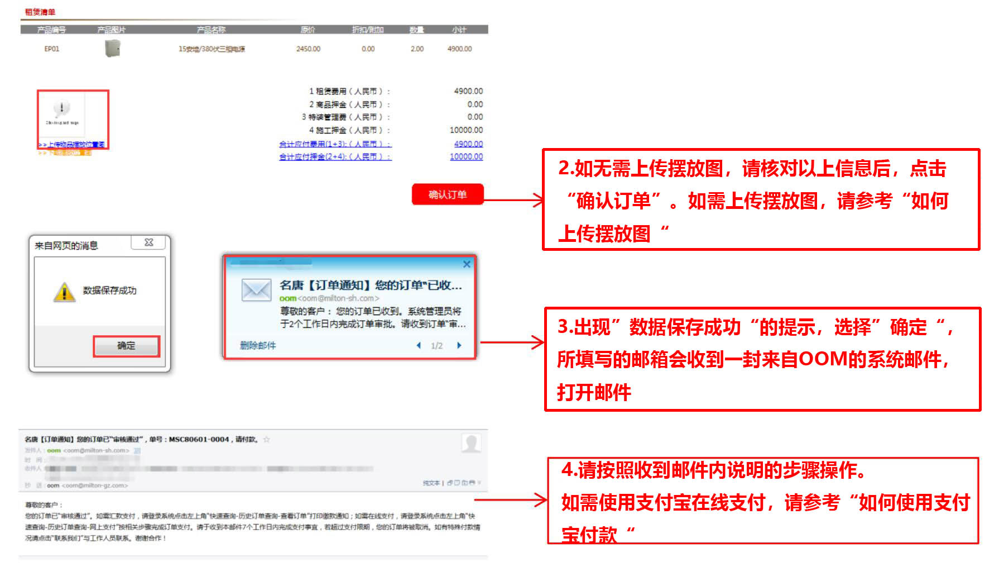 租赁清单
产品编号 产品图片 产品名称 原价 折扣/附加 数量 小计
EP01 15安培/380伏三相电源 2450.00 0.00 2.00 4900.00
1 租赁费用（人民币）： 4900.00
2 商品押金（人民币）： 0.00
3 特装管理费（人民币）： 0.00
4 施工押金（人民币）： 10000.00
>>上传物品摆放位置图
合计应付费用(1+3):（人民币）： 4900.00
合计应付押金(2+4):（人民币）： 10000.00
确认订单
2.如无需上传摆放图，请核对以上信息后，点击
“确认订单”。如需上传摆放图，请参考“如何
上传摆放图“
来自网页的消息
数据保存成功
确定
名唐【订单通知】您的订单“已收...
oom<oom@milton-sh.com>
尊敬的客户：您的订单已收到。系统管理员将
于2个工作日内完成订单审批。请收到订单“审...
删除邮件 1/2
3.出现”数据保存成功“的提示，选择”确定“，
所填写的邮箱会收到一封来自OOM的系统邮件，
打开邮件
名唐【订单通知】您的订单已“审核通过”，单号：MSC80601-0004，请付款。
发件人：oom <oom@milton-sh.com>
时 间：
收件人
抄 送：oom <oom@milton-gz.com>
纯文本 |
尊敬的客户：
您的订单已“审核通过”。如需汇款支付，请登录系统点击左上角“快速查询-历史订单查询-查看订单”打印缴款通知；如需在线支付，请登录系统点击左上角“快
速查询-历史订单查询-网上支付”按相关步骤完成订单支付。请于收到本邮件7个工作日内完成支付事宜，若超过支付限期，您的订单将被取消。如有特殊付款情
况请点击“联系我们”与工作人员联系。谢谢合作！
4.请按照收到邮件内说明的步骤操作。
如需使用支付宝在线支付，请参考“如何使用支付
宝付款“